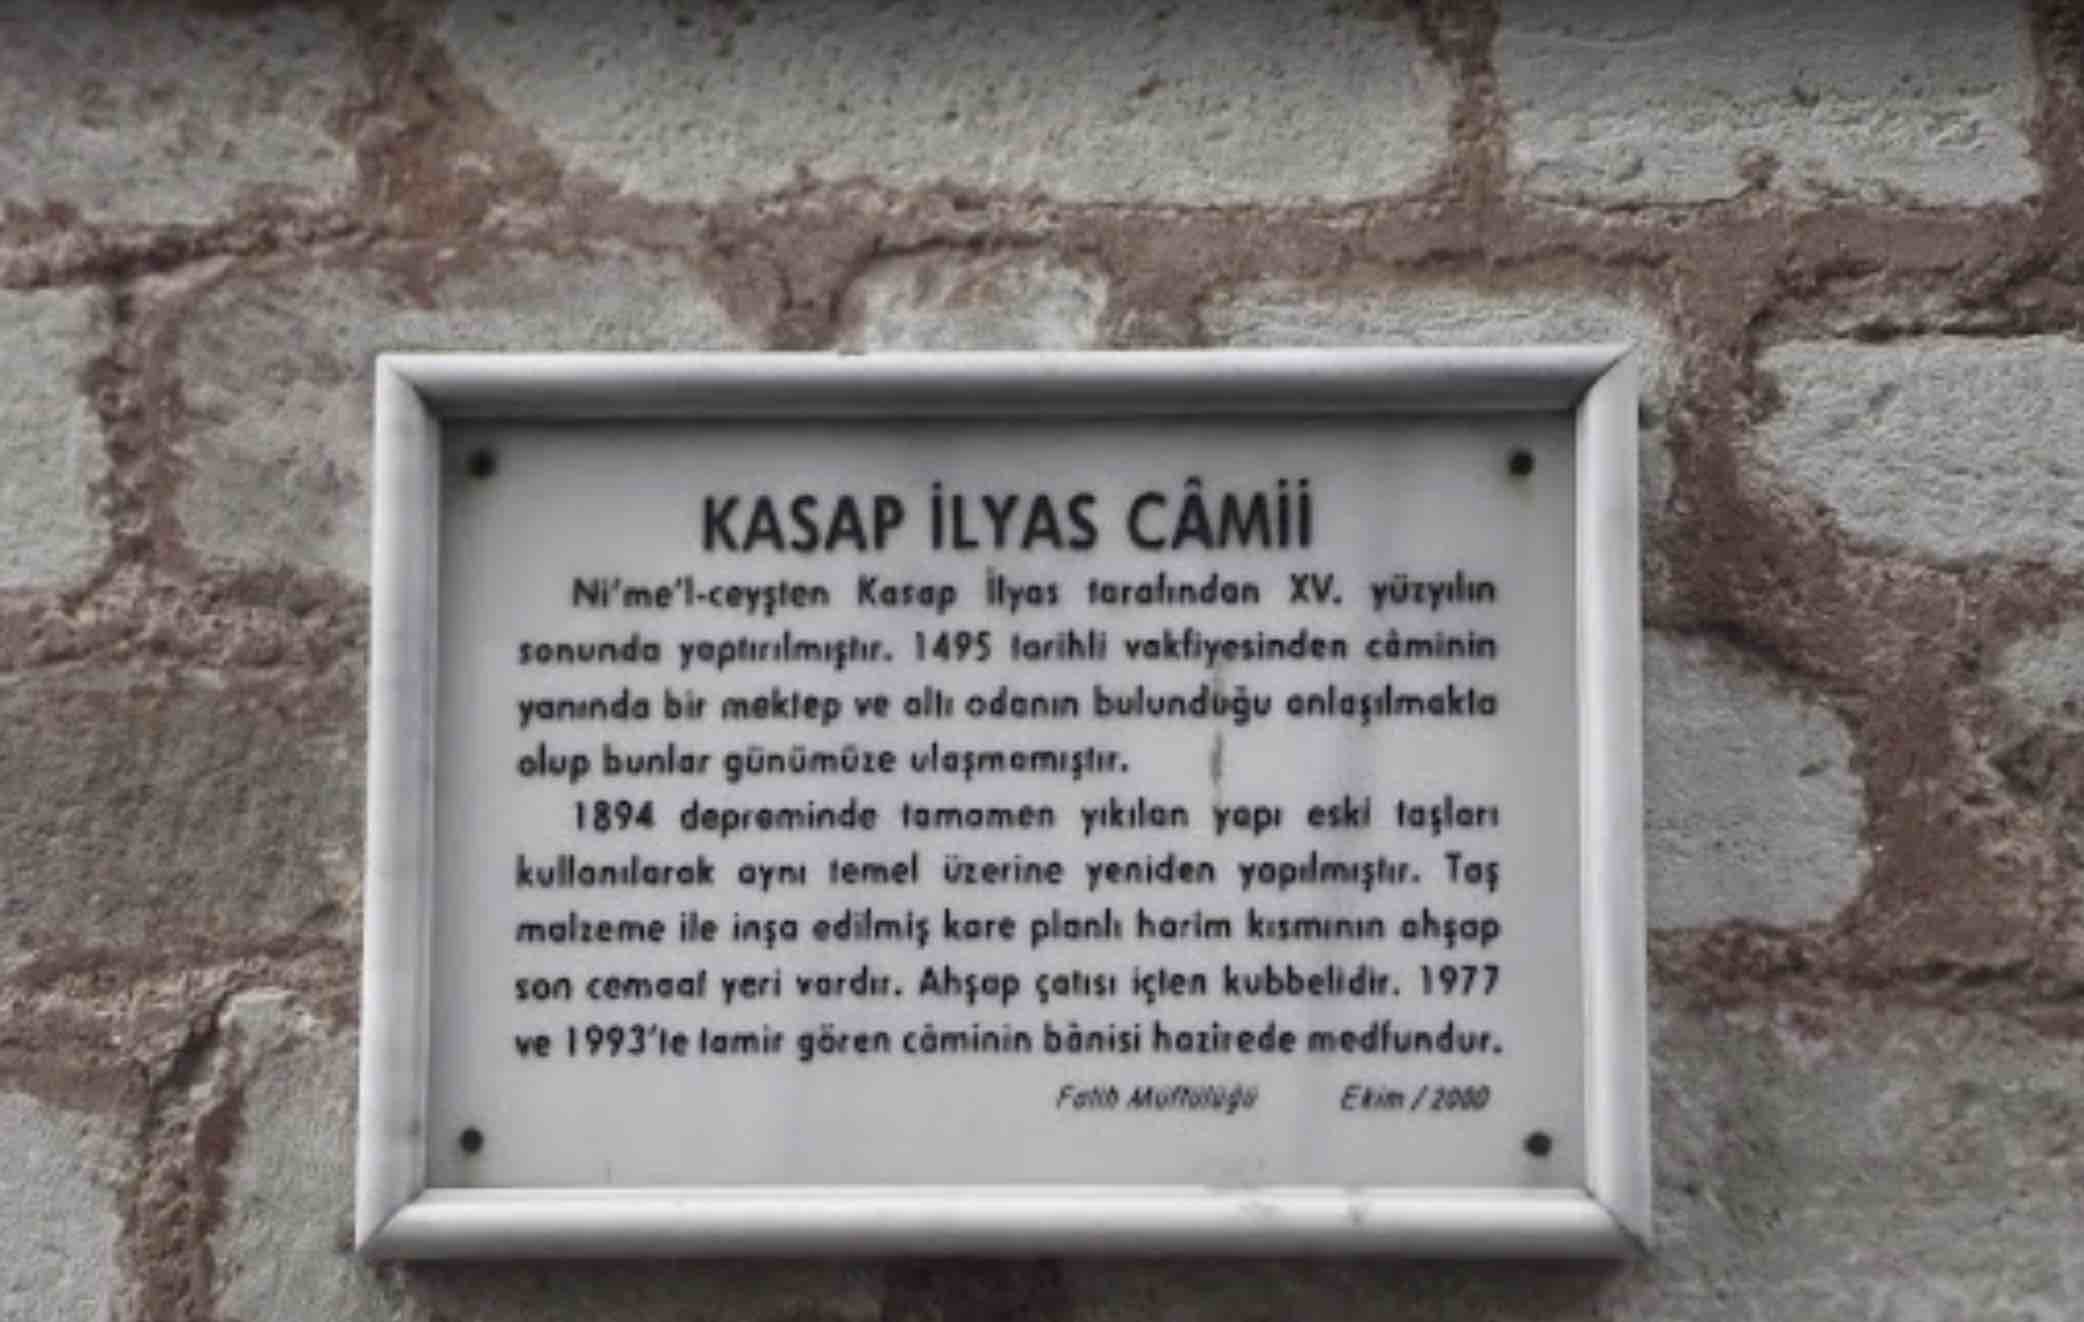 KASAP İLYAS CÂMİİ
Ni'me'l-ceyşten Kasap İlyas tarafından XV. yüzyılın
sonunda yaptırılmıştır. 1495 tarihli vakfiyesinden câminin
yanında bir mektep ve altı odanın bulunduğu anlaşılmakta
olup bunlar günümüze ulaşmamıştır.
1894 depreminde tamamen yıkılan yapı eski taşları
kullanılarak aynı temel üzerine yeniden yapılmıştır. Taş
malzeme ile inşa edilmiş kare planlı harim kısmının ahşap
son cemaat yeri vardır. Ahşap çatısı içten kubbelidir. 1977
ve 1993'te tamir gören câminin bânisi hazîrede medfundur.
Fatih Müftülüğü Ekim / 2000